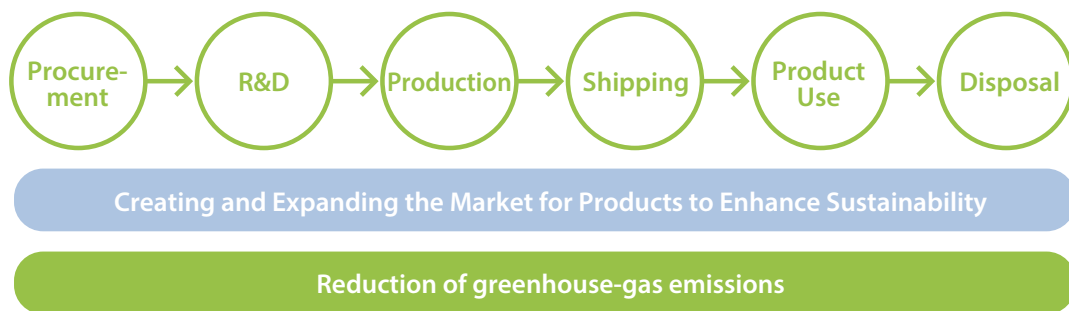 Procure-
ment
R&D
Production
Shipping
Product
Use
Disposal
Creating and Expanding the Market for Products to Enhance Sustainability
Reduction of greenhouse-gas emissions